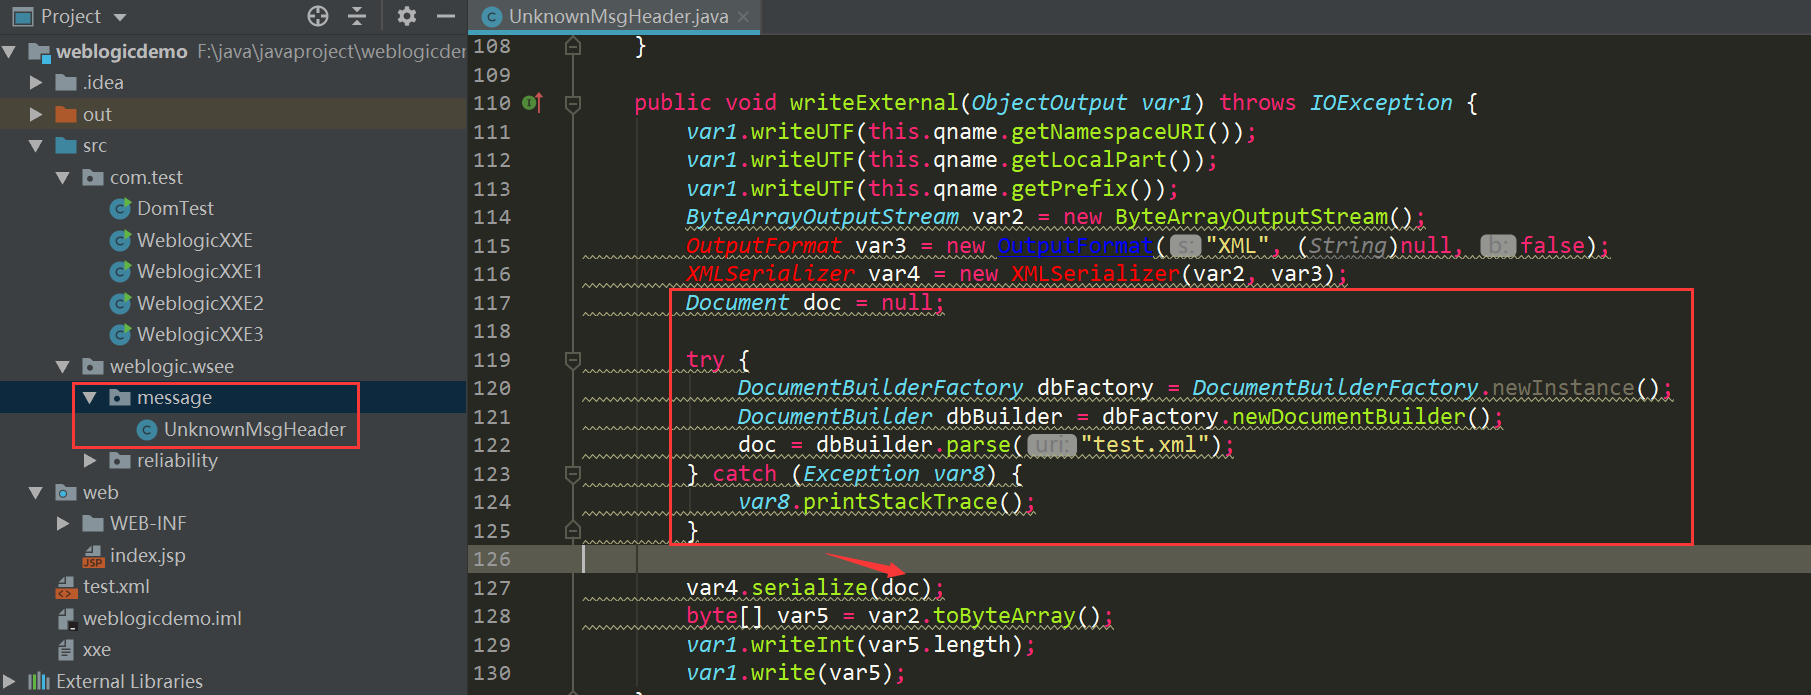 Project
weblogicdemo F:\java\javaproject\weblogicder
.idea
out
src
com.test
DomTest
WeblogicXXE
WeblogicXXE1
WeblogicXXE2
WeblogicXXE3
weblogic.wsee
message
UnknownMsgHeader
reliability
web
WEB-INF
index.jsp
test.xml
weblogicdemo.iml
xxe
External Libraries
UnknownMsgHeader.java
108 }
109
110 public void writeExternal(ObjectOutput var1) throws IOException {
111 var1.writeUTF(this.qname.getNamespaceURI());
112 var1.writeUTF(this.qname.getLocalPart());
113 var1.writeUTF(this.qname.getPrefix());
114 ByteArrayOutputStream var2 = new ByteArrayOutputStream();
115 OutputFormat var3 = new OutputFormat( s: "XML", (String)null, b: false);
116 XMLSerializer var4 = new XMLSerializer(var2, var3);
117 Document doc = null;
118
119 try {
120 DocumentBuilderFactory dbFactory = DocumentBuilderFactory.newInstance();
121 DocumentBuilder dbBuilder = dbFactory.newDocumentBuilder();
122 doc = dbBuilder.parse( uri: "test.xml");
123 } catch (Exception var8) {
124 var8.printStackTrace();
125 }
126
127 var4.serialize(doc);
128 byte[] var5 = var2.toByteArray();
129 var1.writeInt(var5.length);
130 var1.write(var5);